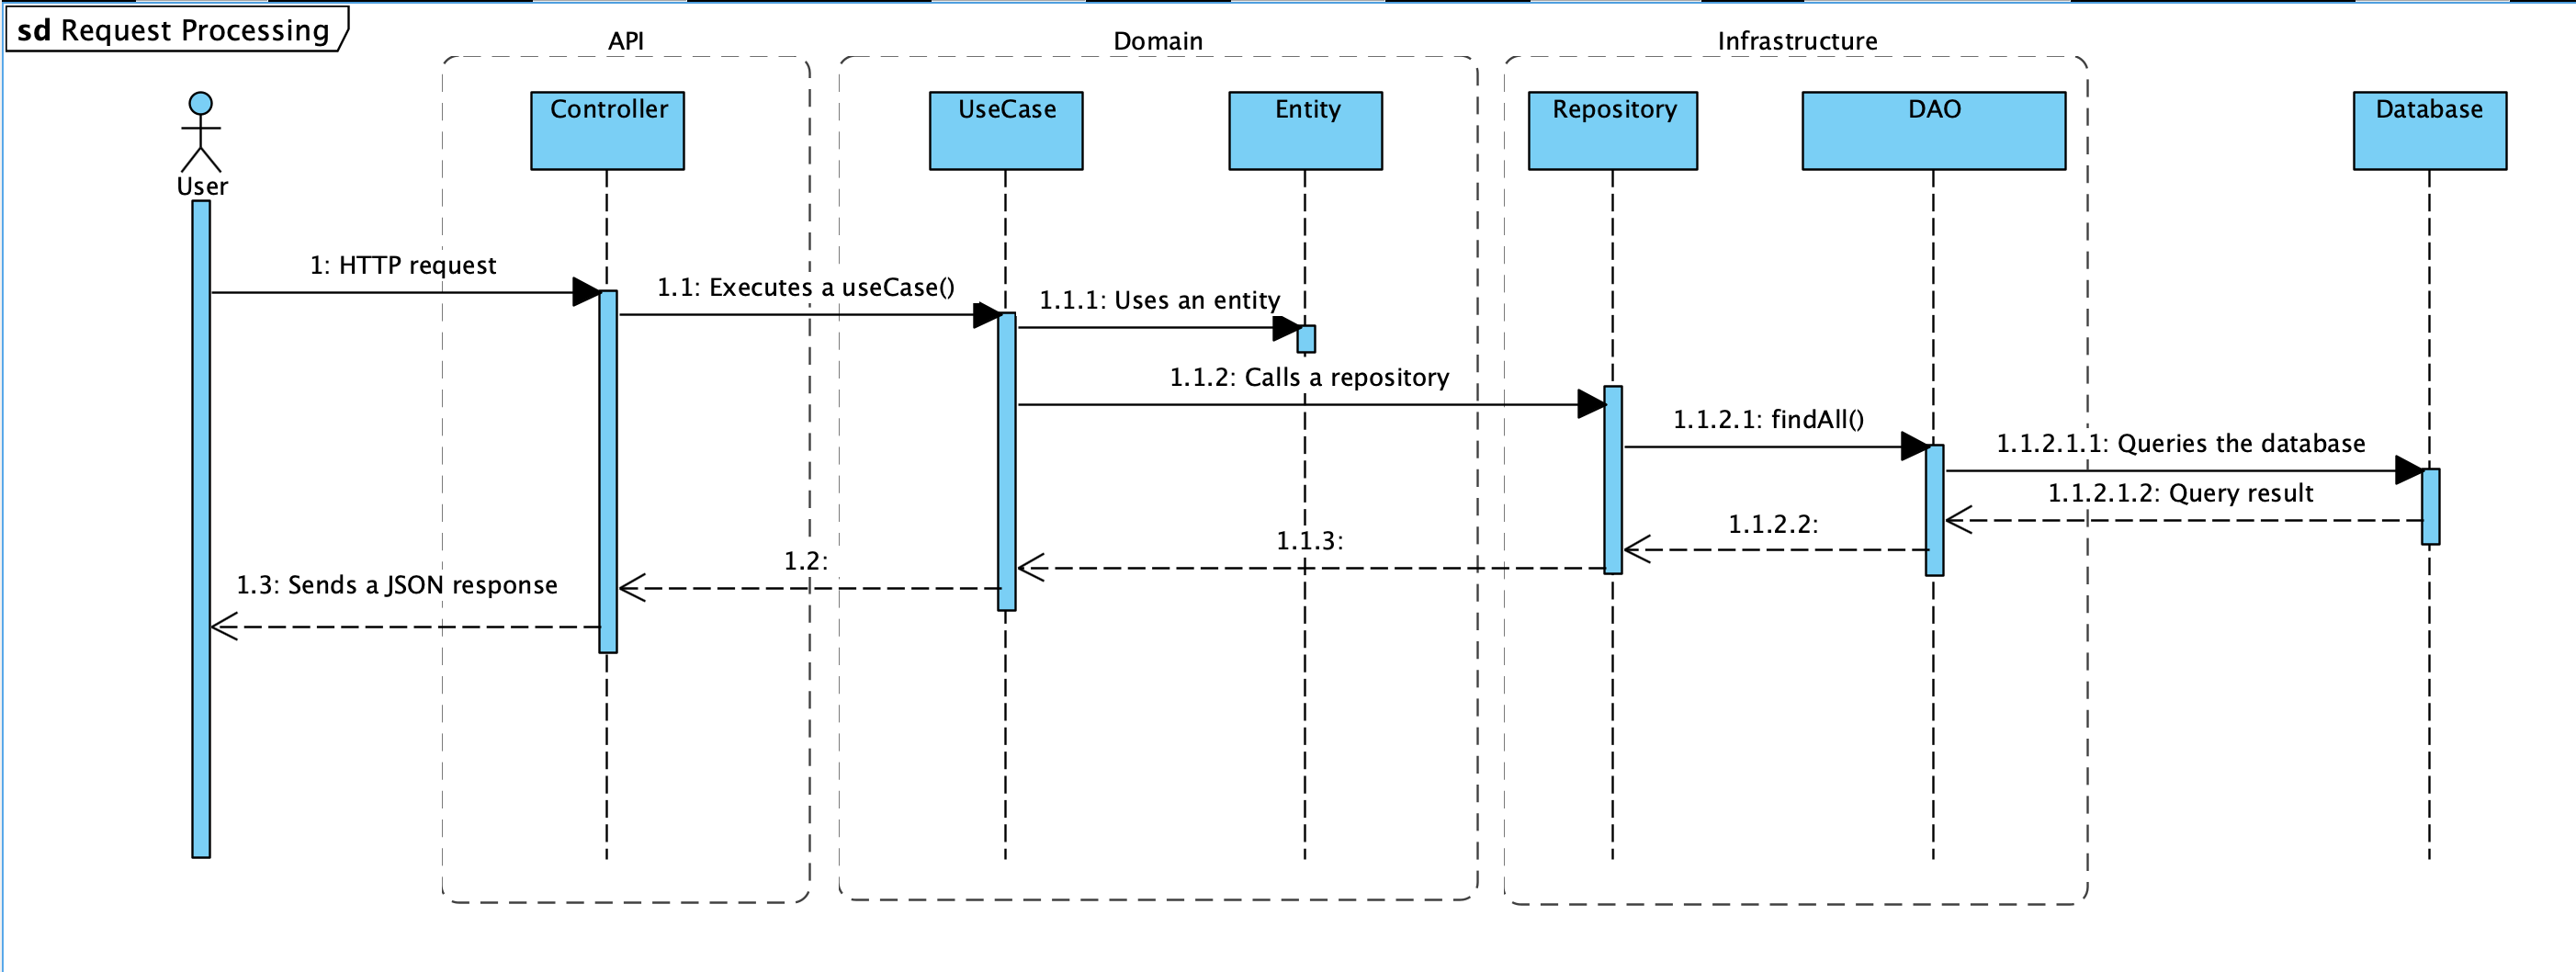 sd Request Processing
API
Domain
Infrastructure
Controller
UseCase
Entity
Repository
DAO
Database
User
1: HTTP request
1.1: Executes a useCase()
1.1.1: Uses an entity
1.1.2: Calls a repository
1.1.2.1: findAll()
1.1.2.1.1: Queries the database
1.1.2.1.2: Query result
1.1.2.2:
1.1.3:
1.2:
1.3: Sends a JSON response